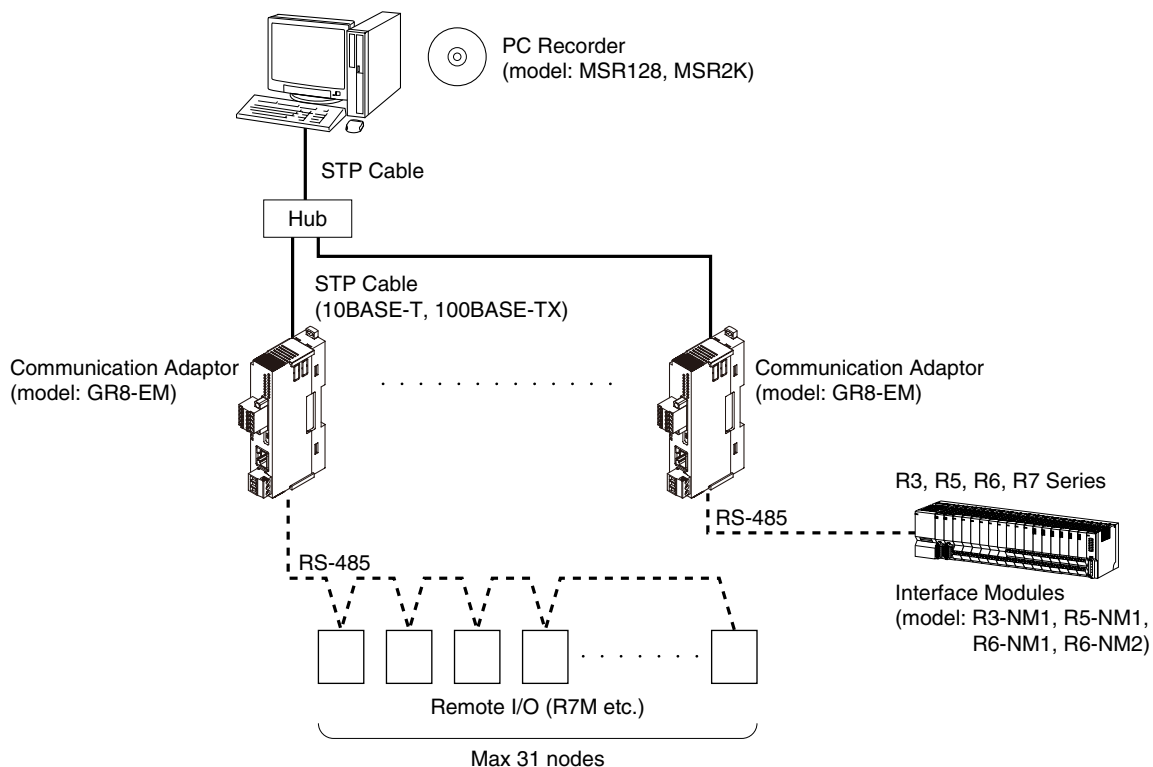 PC Recorder
(model: MSR128, MSR2K)
STP Cable
Hub
STP Cable
(10BASE-T, 100BASE-TX)
Communication Adaptor
(model: GR8-EM)
Communication Adaptor
(model: GR8-EM)
R3, R5, R6, R7 Series
RS-485
RS-485
Interface Modules
(model: R3-NM1, R5-NM1,
R6-NM1, R6-NM2)
Remote I/O (R7M etc.)
Max 31 nodes